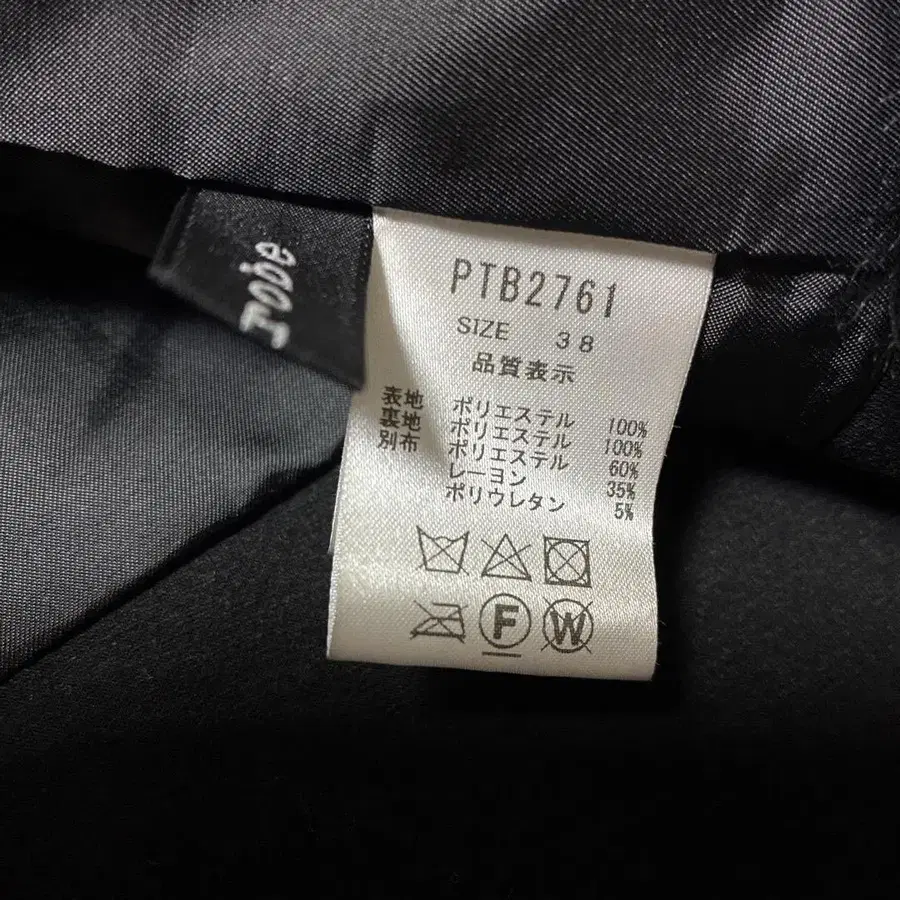 robe
PTB2761
SIZE 38
品質表示
表地 ポリエステル 100%
裏地 ポリエステル 100%
別布 ポリエステル 60%
レーヨン 35%
ポリウレタン 5%
F W